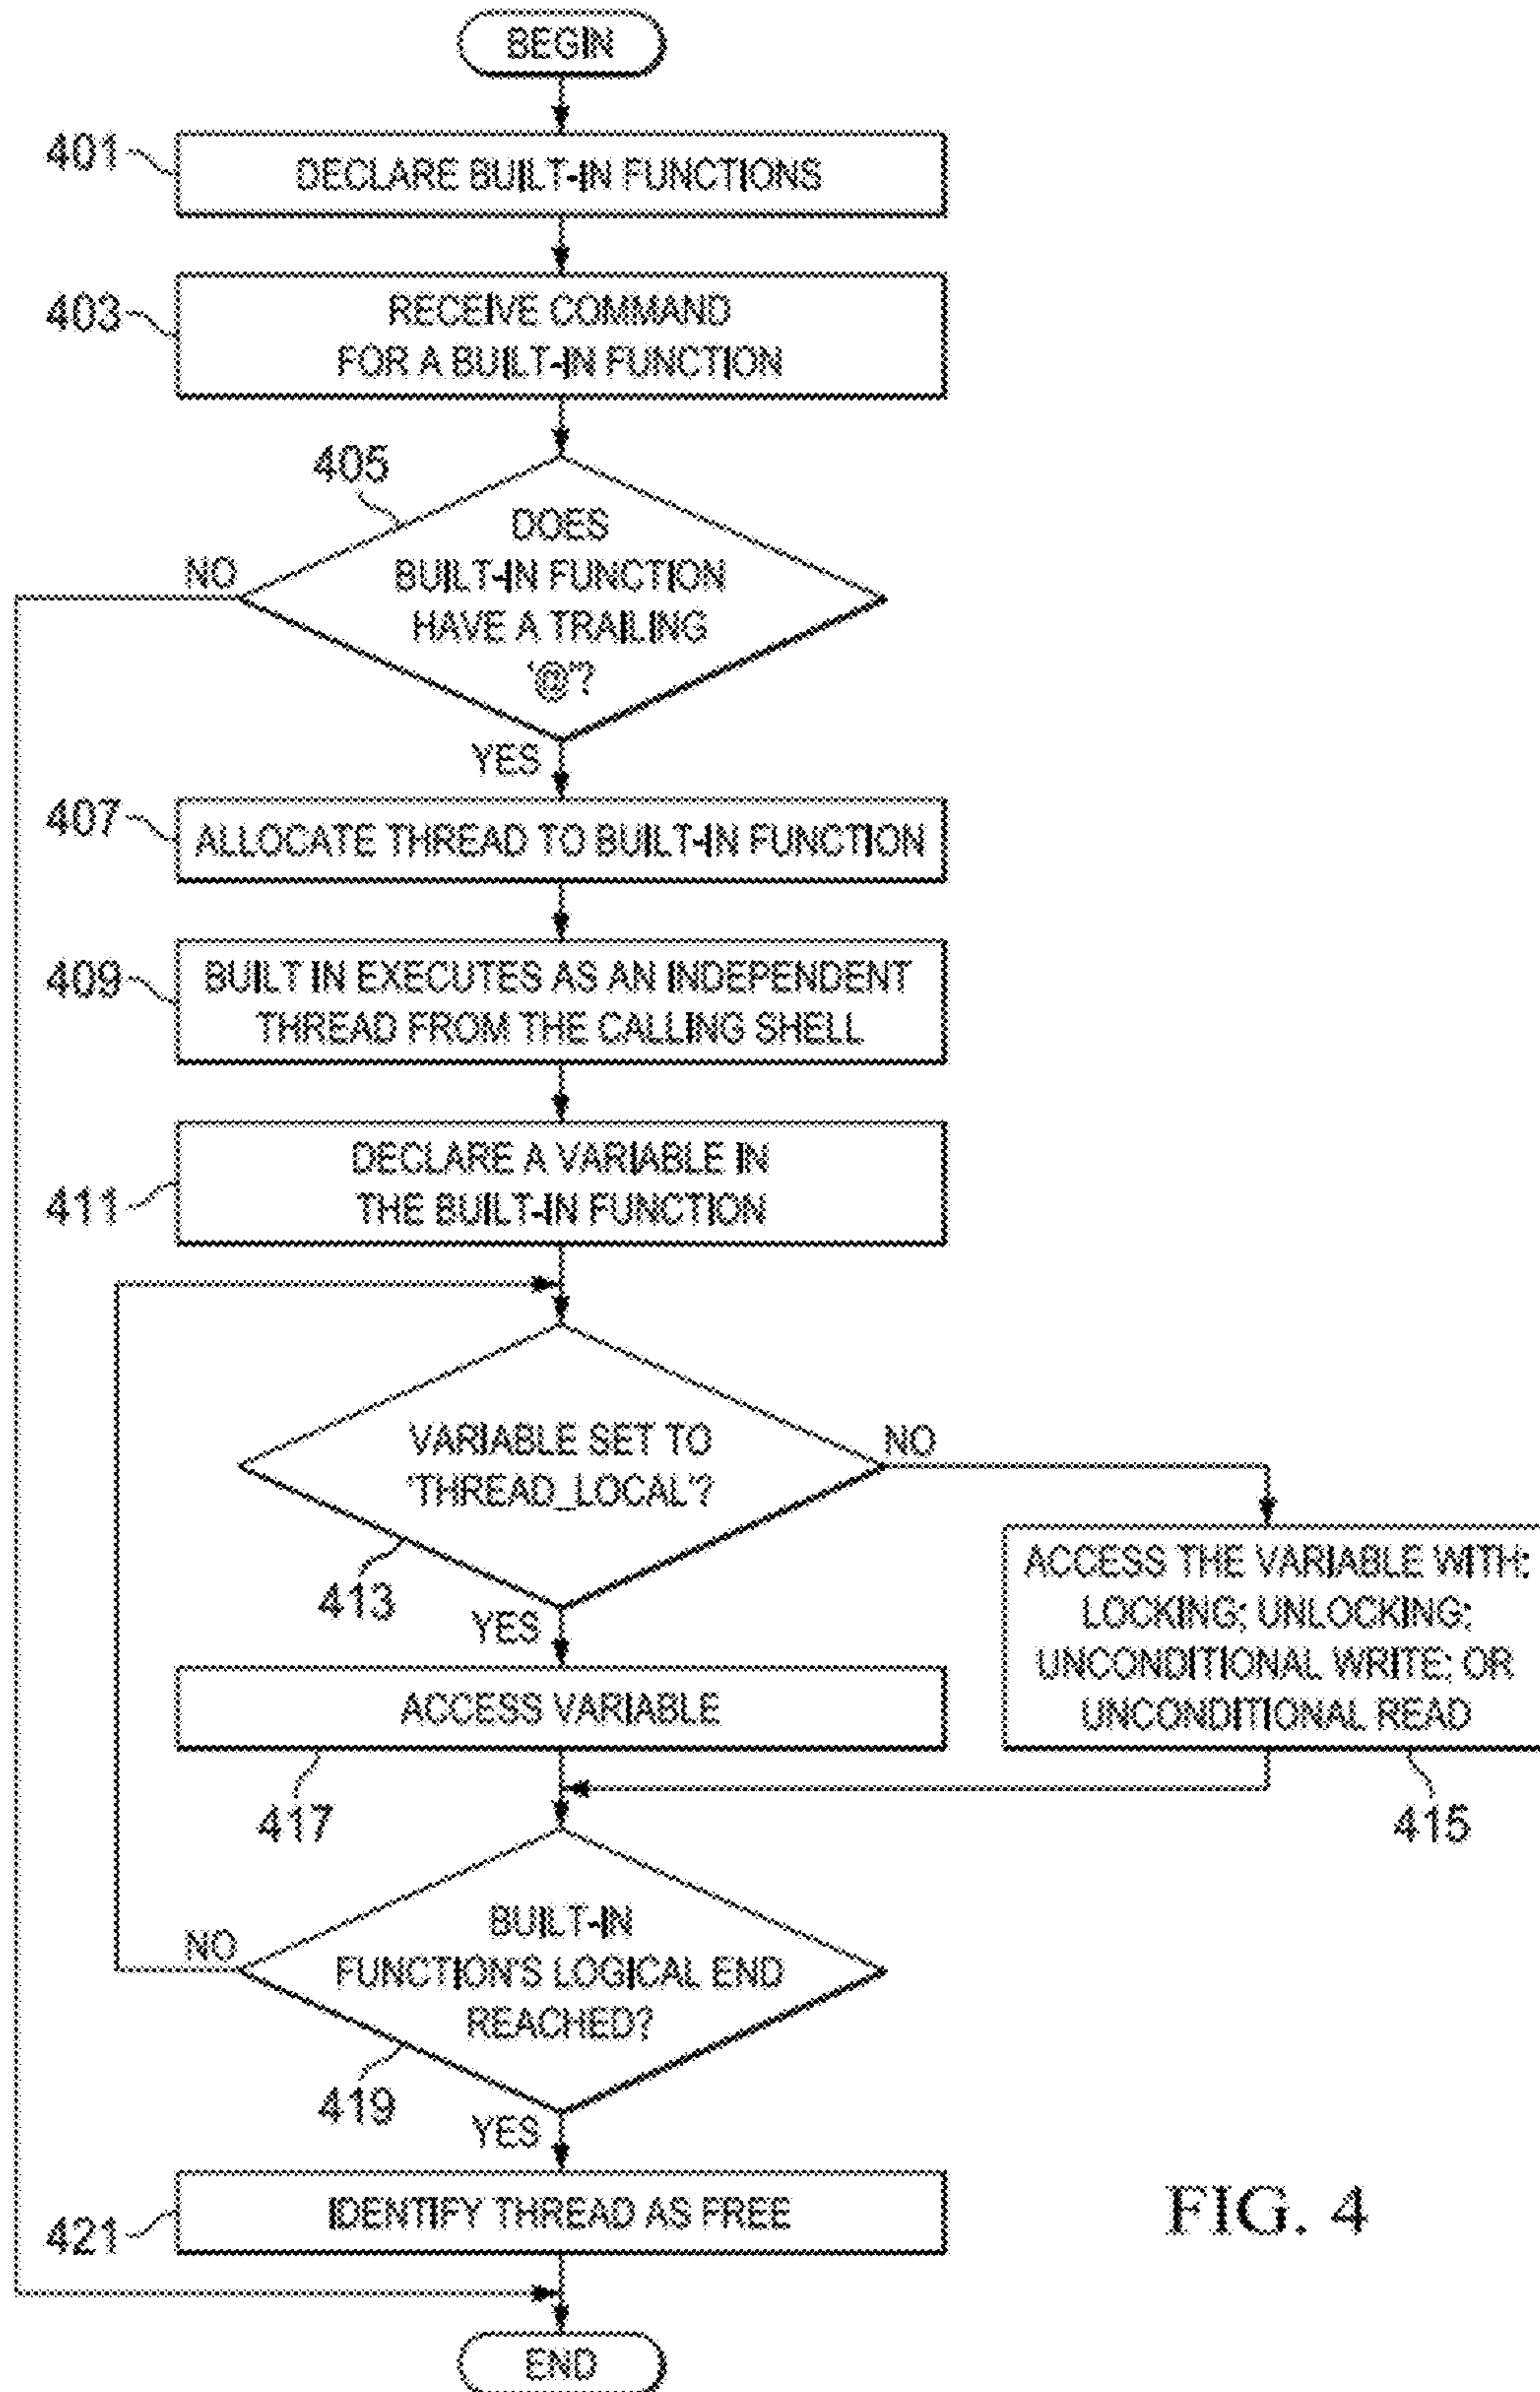 BEGIN
401
DECLARE BUILT-IN FUNCTIONS
403
RECEIVE COMMAND
FOR A BUILT-IN FUNCTION
405
DOES
BUILT-IN FUNCTION
HAVE A TRAILING
'@'?
NO
YES
407
ALLOCATE THREAD TO BUILT-IN FUNCTION
409
BUILT IN EXECUTES AS AN INDEPENDENT
THREAD FROM THE CALLING SHELL
411
DECLARE A VARIABLE IN
THE BUILT-IN FUNCTION
VARIABLE SET TO
'THREAD_LOCAL'?
413
NO
YES
ACCESS THE VARIABLE WITH:
LOCKING; UNLOCKING;
UNCONDITIONAL WRITE; OR
UNCONDITIONAL READ
415
ACCESS VARIABLE
417
BUILT-IN
FUNCTION'S LOGICAL END
REACHED?
NO
419
YES
421
IDENTIFY THREAD AS FREE
END
FIG. 4